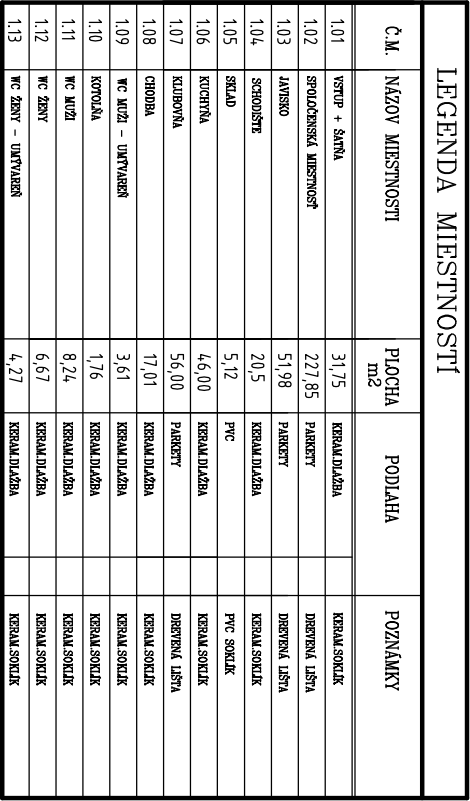 LEGENDA MIESTNOSTÍ
Č.M. NÁZOV MIESTNOSTI PLOCHA m2 PODLAHA POZNÁMKY
1.01 VSTUP + ŠATŇA 31,75 KERAM.DLAŽBA KERAM.SOKLÍK
1.02 SPOLOČENSKÁ MIESTNOSŤ 227,85 PARKETY DREVENÁ LIŠTA
1.03 JAVISKO 51,98 PARKETY DREVENÁ LIŠTA
1.04 SCHODIŠTE 20,5 KERAM.DLAŽBA KERAM.SOKLÍK
1.05 SKLAD 5,12 PVC PVC SOKLÍK
1.06 KUCHYŇA 46,00 KERAM.DLAŽBA KERAM.SOKLÍK
1.07 KLUBOVŇA 56,00 PARKETY DREVENÁ LIŠTA
1.08 CHODBA 17,01 KERAM.DLAŽBA KERAM.SOKLÍK
1.09 WC MUŽI - UMÝVAREŇ 3,61 KERAM.DLAŽBA KERAM.SOKLÍK
1.10 KOTOLŇA 1,76 KERAM.DLAŽBA KERAM.SOKLÍK
1.11 WC MUŽI 8,24 KERAM.DLAŽBA KERAM.SOKLÍK
1.12 WC ŽENY 6,67 KERAM.DLAŽBA KERAM.SOKLÍK
1.13 WC ŽENY - UMÝVAREŇ 4,27 KERAM.DLAŽBA KERAM.SOKLÍK